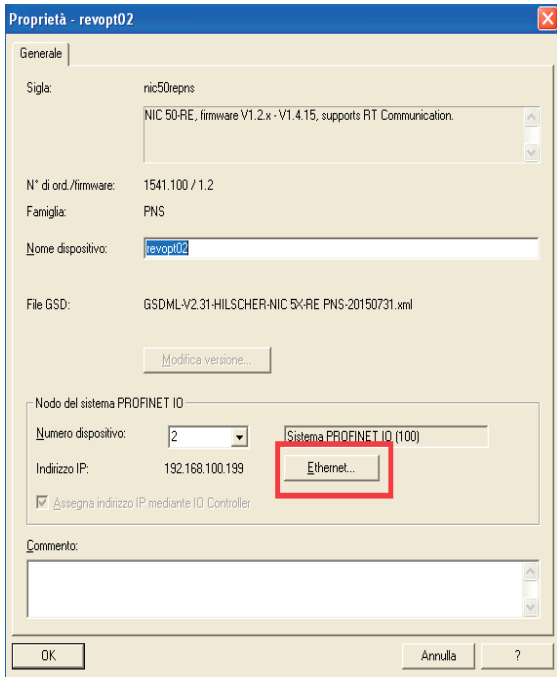 Proprietà - revopt02
Generale
Sigla: nic50repns
NIC 50-RE, firmware V1.2.x - V1.4.15, supports RT Communication.
N° di ord./firmware: 1541.100 / 1.2
Famiglia: PNS
Nome dispositivo: revopt02
File GSD: GSDML-V2.31-HILSCHER-NIC 5X-RE PNS-20150731.xml
Modifica versione...
Nodo del sistema PROFINET IO
Numero dispositivo: 2 Sistema PROFINET IO (100)
Indirizzo IP: 192.168.100.199 Ethernet...
Assegna indirizzo IP mediante IO Controller
Commento:
OK Annulla ?